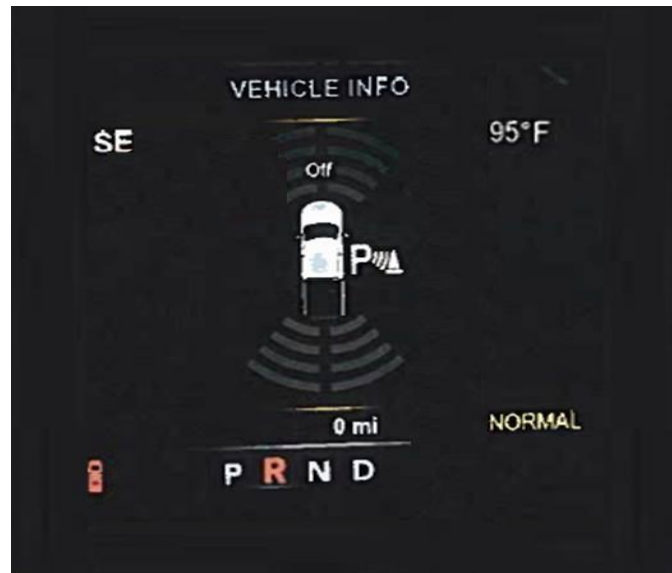 VEHICLE INFO
SE
95°F
Off
P
0 mi
NORMAL
P R N D